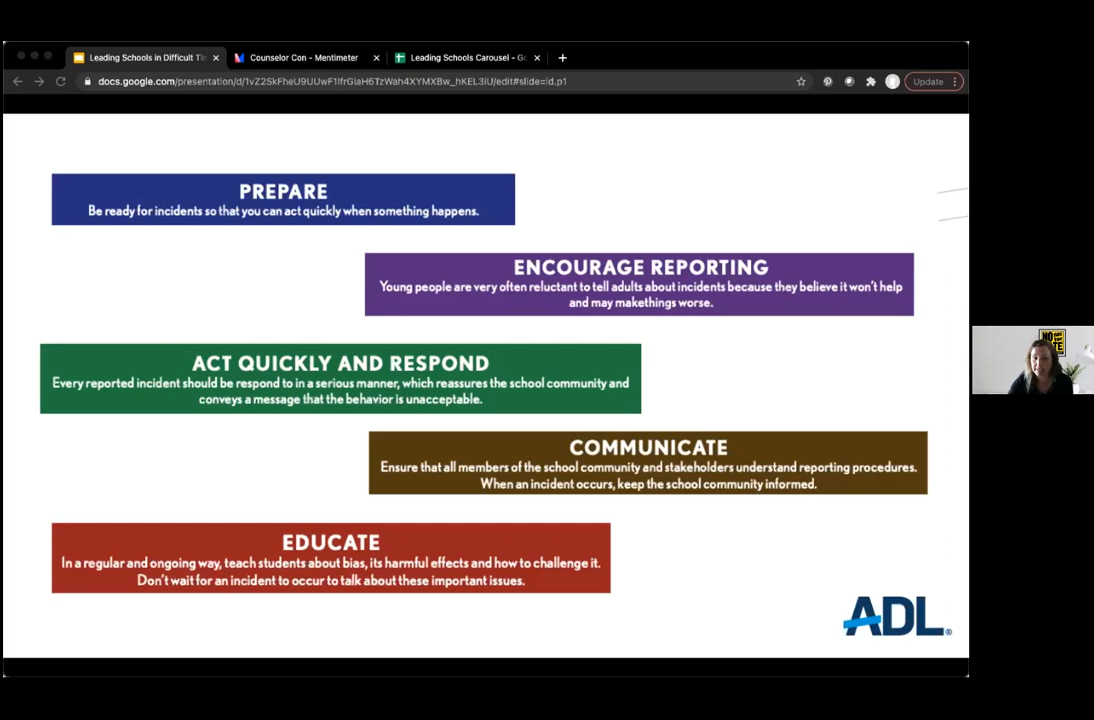 Leading Schools in Difficult Tim
Counselor Con - Mentimeter
Leading Schools Carousel - Go
docs.google.com/presentation/d/1vZ2SkFheU9UUwF1IfrGiaH6TzWah4XYMXBw_hKEL3iU/edit#slide=id.p1
Update
PREPARE
Be ready for incidents so that you can act quickly when something happens.
ENCOURAGE REPORTING
Young people are very often reluctant to tell adults about incidents because they believe it won't help
and may makethings worse.
ACT QUICKLY AND RESPOND
Every reported incident should be respond to in a serious manner, which reassures the school community and
conveys a message that the behavior is unacceptable.
COMMUNICATE
Ensure that all members of the school community and stakeholders understand reporting procedures.
When an incident occurs, keep the school community informed.
EDUCATE
In a regular and ongoing way, teach students about bias, its harmful effects and how to challenge it.
Don't wait for an incident to occur to talk about these important issues.
ADL®
NO